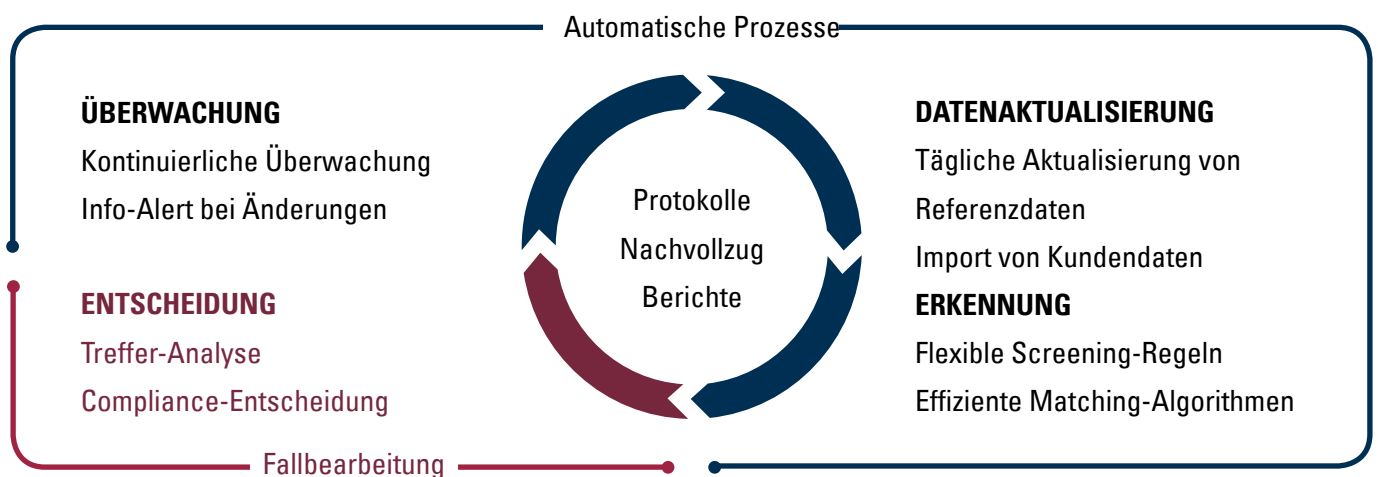 Automatische Prozesse
ÜBERWACHUNG
Kontinuierliche Überwachung
Info-Alert bei Änderungen
ENTSCHEIDUNG
Treffer-Analyse
Compliance-Entscheidung
Fallbearbeitung
Protokolle
Nachvollzug
Berichte
DATENAKTUALISIERUNG
Tägliche Aktualisierung von
Referenzdaten
Import von Kundendaten
ERKENNUNG
Flexible Screening-Regeln
Effiziente Matching-Algorithmen